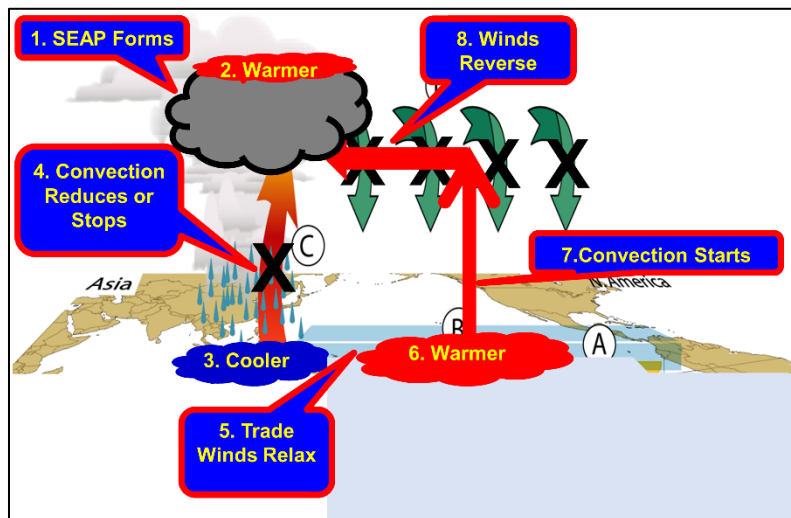 1. SEAP Forms
2. Warmer
8. Winds
Reverse
4. Convection
Reduces or
Stops
C
7.Convection Starts
Asia
N.America
B
A
3. Cooler
6. Warmer
5. Trade
Winds Relax
X
X
X
X
X